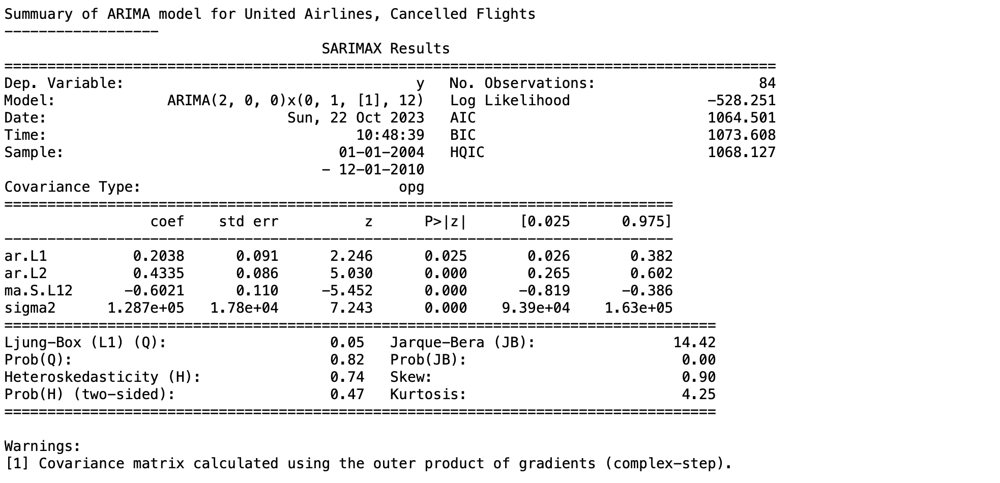 Summuary of ARIMA model for United Airlines, Cancelled Flights
------------------
SARIMAX Results
==========================================================================================
Dep. Variable: y No. Observations: 84
Model: ARIMA(2, 0, 0)x(0, 1, [1], 12) Log Likelihood -528.251
Date: Sun, 22 Oct 2023 AIC 1064.501
Time: 10:48:39 BIC 1073.608
Sample: 01-01-2004 HQIC 1068.127
- 12-01-2010
Covariance Type: opg
==============================================================================
coef std err z P>|z| [0.025 0.975]
------------------------------------------------------------------------------
ar.L1 0.2038 0.091 2.246 0.025 0.026 0.382
ar.L2 0.4335 0.086 5.030 0.000 0.265 0.602
ma.S.L12 -0.6021 0.110 -5.452 0.000 -0.819 -0.386
sigma2 1.287e+05 1.78e+04 7.243 0.000 9.39e+04 1.63e+05
===================================================================================
Ljung-Box (L1) (Q): 0.05 Jarque-Bera (JB): 14.42
Prob(Q): 0.82 Prob(JB): 0.00
Heteroskedasticity (H): 0.74 Skew: 0.90
Prob(H) (two-sided): 0.47 Kurtosis: 4.25
===================================================================================
Warnings:
[1] Covariance matrix calculated using the outer product of gradients (complex-step).